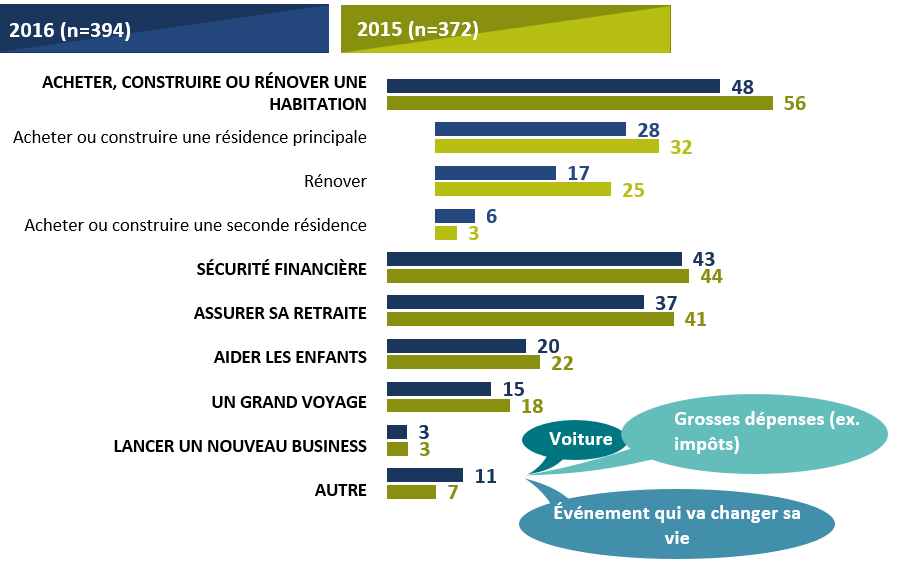 2016 (n=394)
2015 (n=372)
ACHETER, CONSTRUIRE OU RÉNOVER UNE
HABITATION
48
56
Acheter ou construire une résidence principale
28
32
Rénover
17
25
Acheter ou construire une seconde résidence
6
3
SÉCURITÉ FINANCIÈRE
43
44
ASSURER SA RETRAITE
37
41
AIDER LES ENFANTS
20
22
UN GRAND VOYAGE
15
18
LANCER UN NOUVEAU BUSINESS
3
3
AUTRE
11
7
Voiture
Grosses dépenses (ex.
impôts)
Événement qui va changer sa
vie